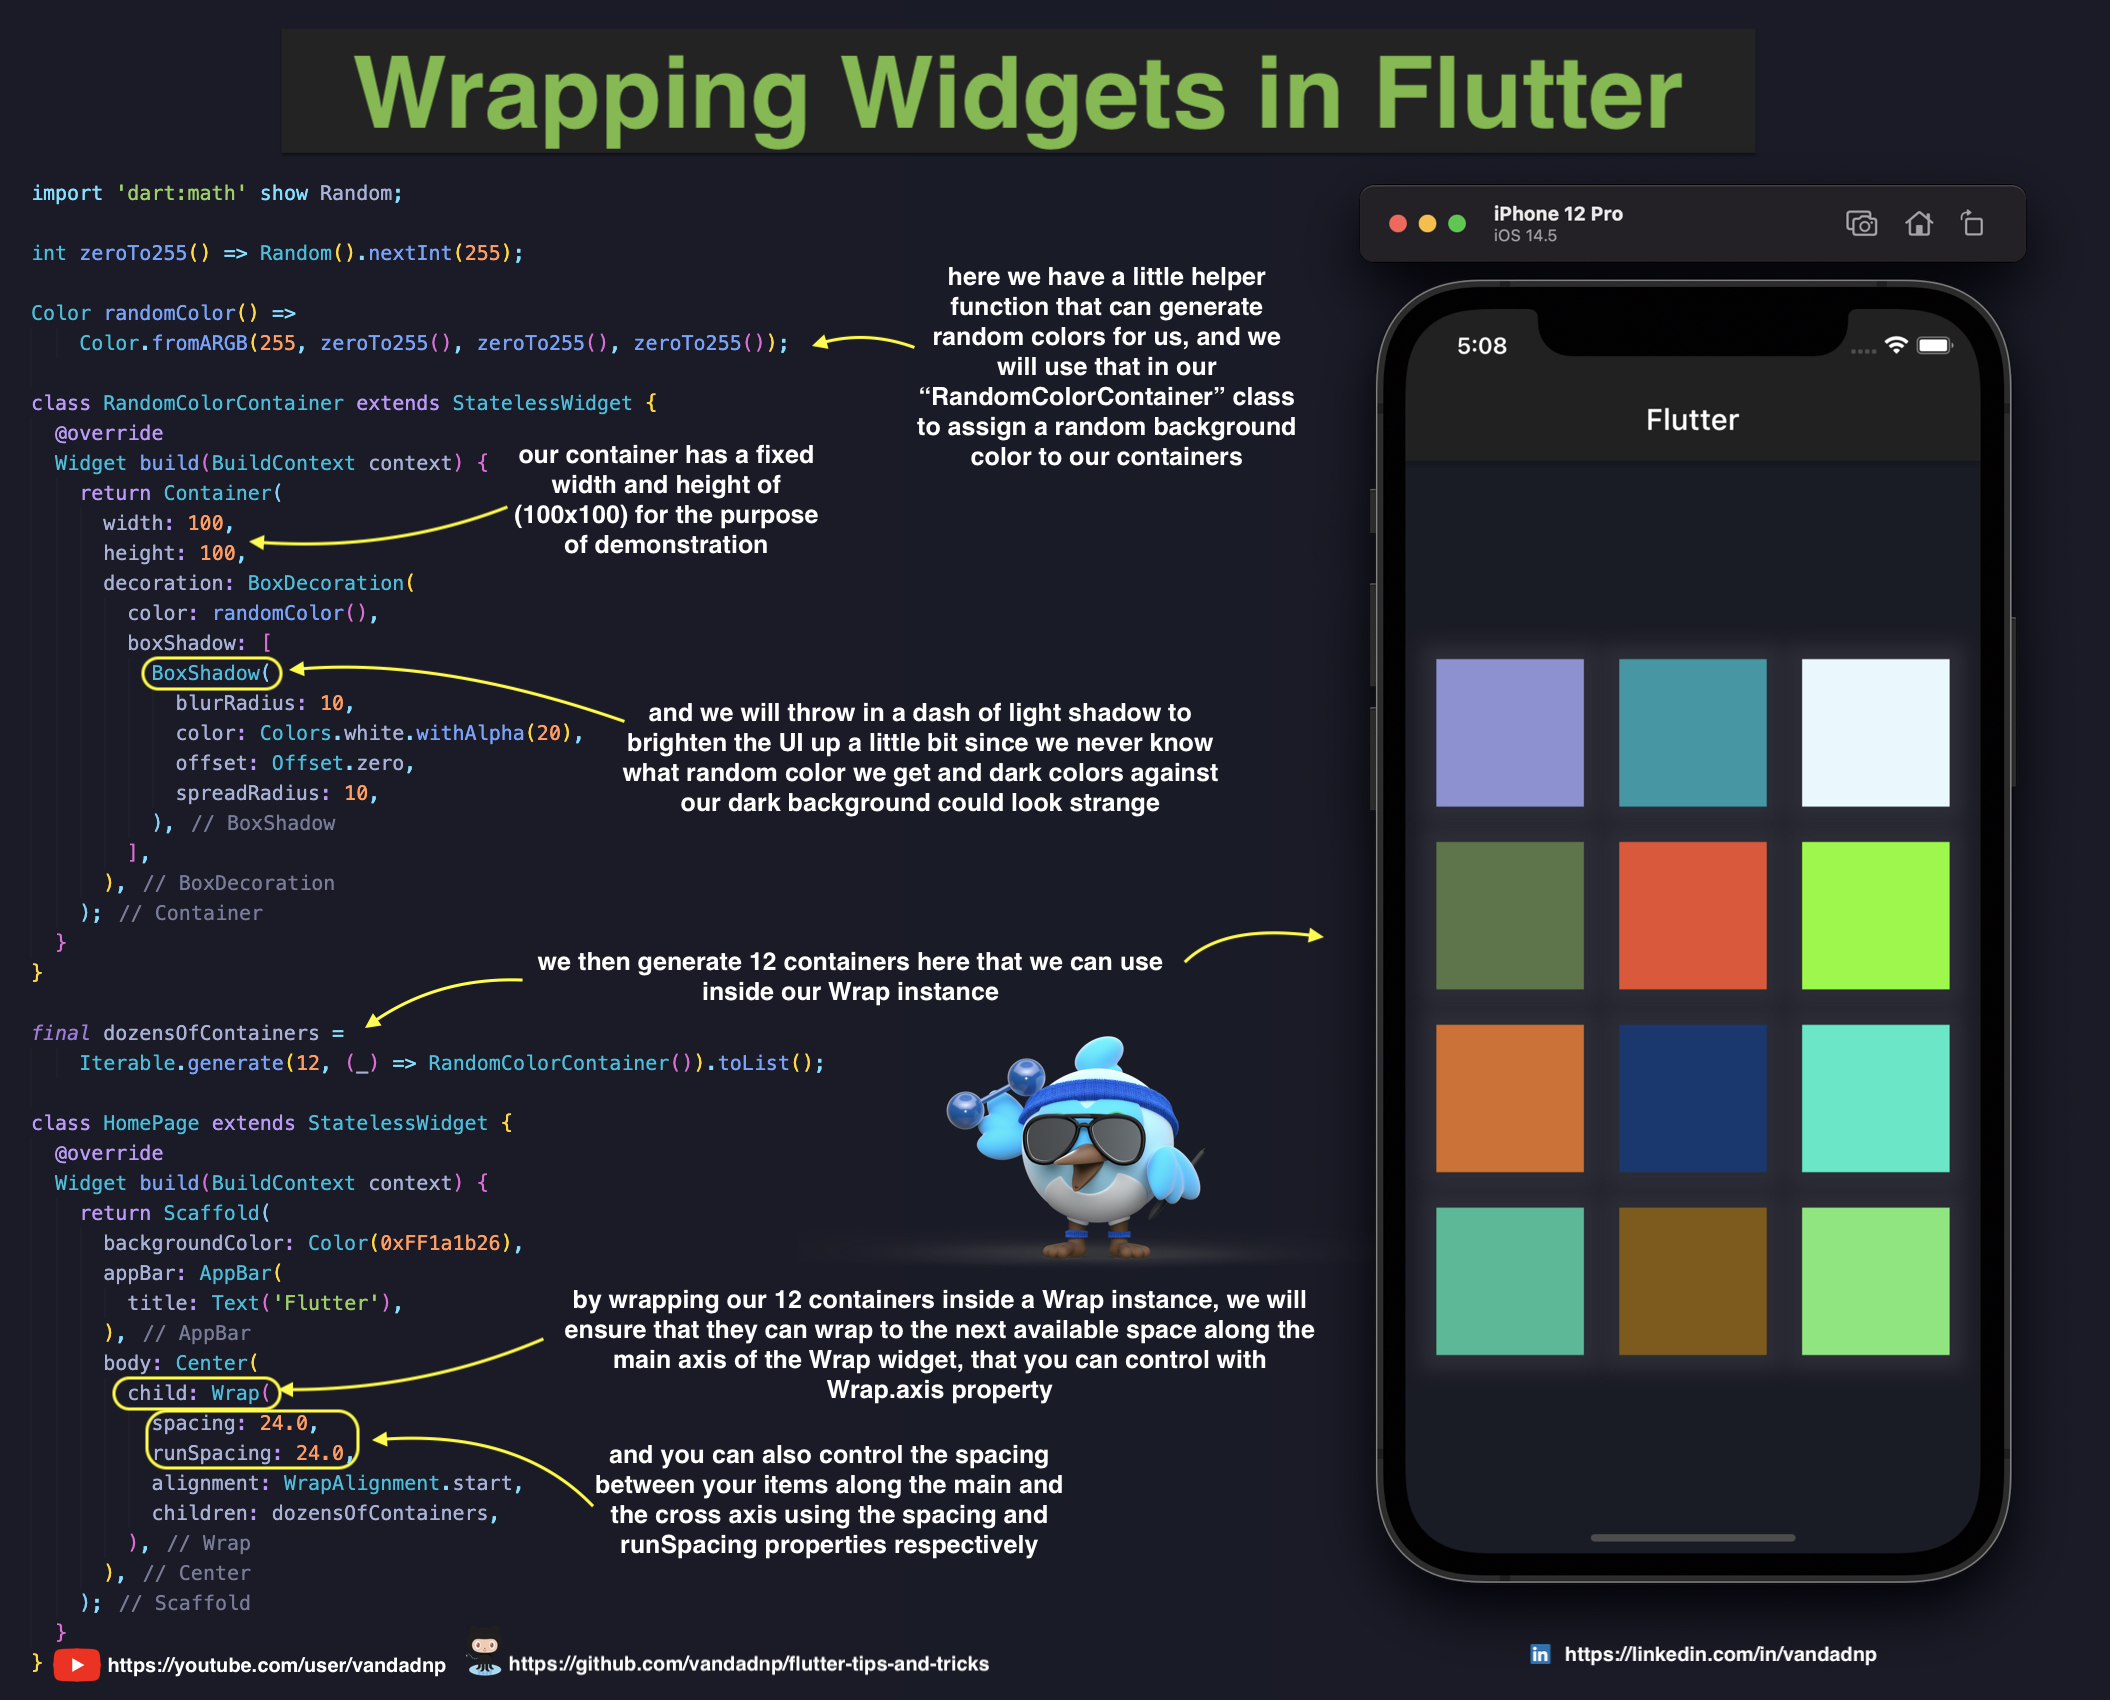 Wrapping Widgets in Flutter
import 'dart:math' show Random;
int zeroTo255() => Random().nextInt(255);
Color randomColor() =>
Color.fromARGB(255, zeroTo255(), zeroTo255(), zeroTo255());
here we have a little helper
function that can generate
random colors for us, and we
will use that in our
“RandomColorContainer” class
to assign a random background
color to our containers
class RandomColorContainer extends StatelessWidget {
@override
Widget build(BuildContext context) {
return Container(
width: 100,
height: 100,
our container has a fixed
width and height of
(100x100) for the purpose
of demonstration
decoration: BoxDecoration(
color: randomColor(),
boxShadow: [
BoxShadow(
blurRadius: 10,
color: Colors.white.withAlpha(20),
offset: Offset.zero,
spreadRadius: 10,
), // BoxShadow
],
), // BoxDecoration
); // Container
}
}
and we will throw in a dash of light shadow to
brighten the UI up a little bit since we never know
what random color we get and dark colors against
our dark background could look strange
we then generate 12 containers here that we can use
inside our Wrap instance
final dozensOfContainers =
Iterable.generate(12, (_) => RandomColorContainer()).toList();
class HomePage extends StatelessWidget {
@override
Widget build(BuildContext context) {
return Scaffold(
backgroundColor: Color(0xFF1a1b26),
appBar: AppBar(
title: Text('Flutter'),
), // AppBar
body: Center(
child: Wrap(
spacing: 24.0,
runSpacing: 24.0,
alignment: WrapAlignment.start,
children: dozensOfContainers,
), // Wrap
), // Center
); // Scaffold
}
}
by wrapping our 12 containers inside a Wrap instance, we will
ensure that they can wrap to the next available space along the
main axis of the Wrap widget, that you can control with
Wrap.axis property
and you can also control the spacing
between your items along the main and
the cross axis using the spacing and
runSpacing properties respectively
iPhone 12 Pro
iOS 14.5
5:08
Flutter
https://youtube.com/user/vandadnp
https://github.com/vandadnp/flutter-tips-and-tricks
in
https://linkedin.com/in/vandadnp